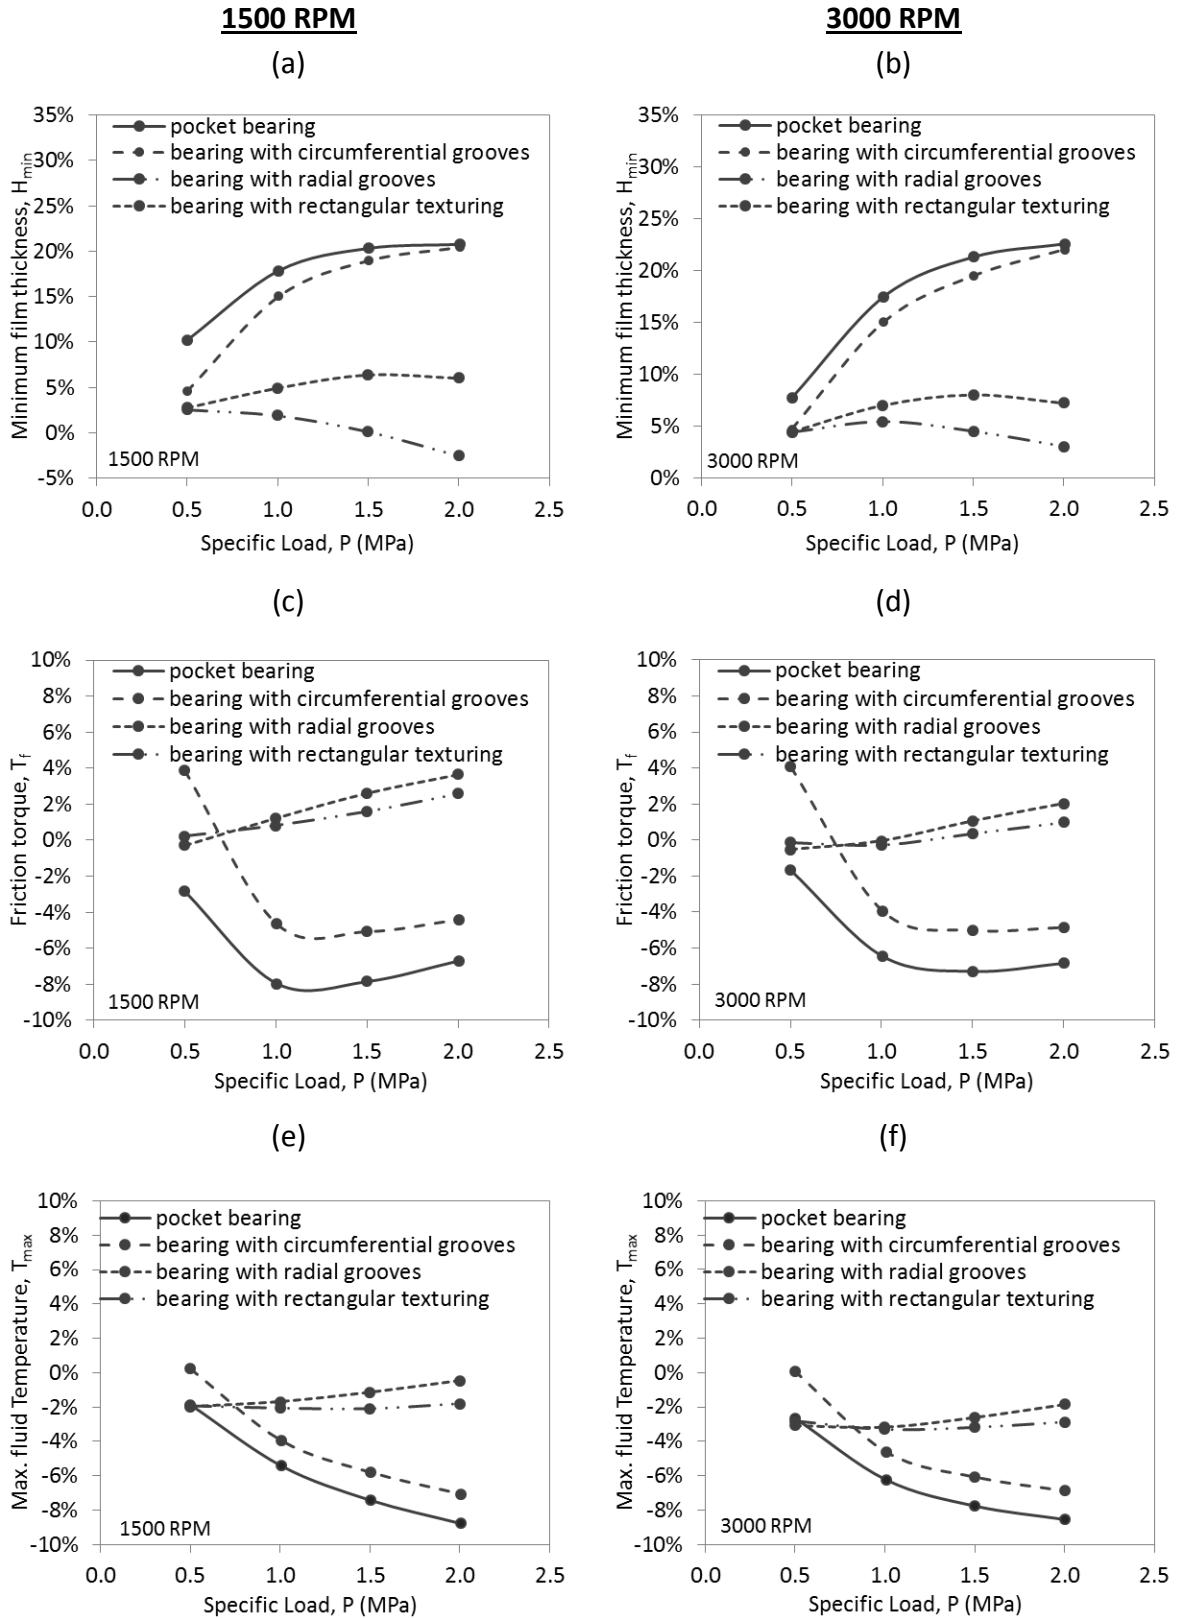 1500 RPM
3000 RPM
(a)
(b)
35%
30%
25%
20%
15%
10%
5%
0%
-5%
Minimum film thickness, Hmin
pocket bearing
bearing with circumferential grooves
bearing with radial grooves
bearing with rectangular texturing
1500 RPM
0.0 0.5 1.0 1.5 2.0 2.5
Specific Load, P (MPa)
35%
30%
25%
20%
15%
10%
5%
0%
Minimum film thickness, Hmin
pocket bearing
bearing with circumferential grooves
bearing with radial grooves
bearing with rectangular texturing
3000 RPM
0.0 0.5 1.0 1.5 2.0 2.5
Specific Load, P (MPa)
(c)
(d)
10%
8%
6%
4%
2%
0%
-2%
-4%
-6%
-8%
-10%
Friction torque, Tf
pocket bearing
bearing with circumferential grooves
bearing with radial grooves
bearing with rectangular texturing
1500 RPM
0.0 0.5 1.0 1.5 2.0 2.5
Specific Load, P (MPa)
10%
8%
6%
4%
2%
0%
-2%
-4%
-6%
-8%
-10%
Friction torque, Tf
pocket bearing
bearing with circumferential grooves
bearing with radial grooves
bearing with rectangular texturing
3000 RPM
0.0 0.5 1.0 1.5 2.0 2.5
Specific Load, P (MPa)
(e)
(f)
10%
8%
6%
4%
2%
0%
-2%
-4%
-6%
-8%
-10%
Max. fluid Temperature, Tmax
pocket bearing
bearing with circumferential grooves
bearing with radial grooves
bearing with rectangular texturing
1500 RPM
0.0 0.5 1.0 1.5 2.0 2.5
Specific Load, P (MPa)
10%
8%
6%
4%
2%
0%
-2%
-4%
-6%
-8%
-10%
Max. fluid Temperature, Tmax
pocket bearing
bearing with circumferential grooves
bearing with radial grooves
bearing with rectangular texturing
3000 RPM
0.0 0.5 1.0 1.5 2.0 2.5
Specific Load, P (MPa)